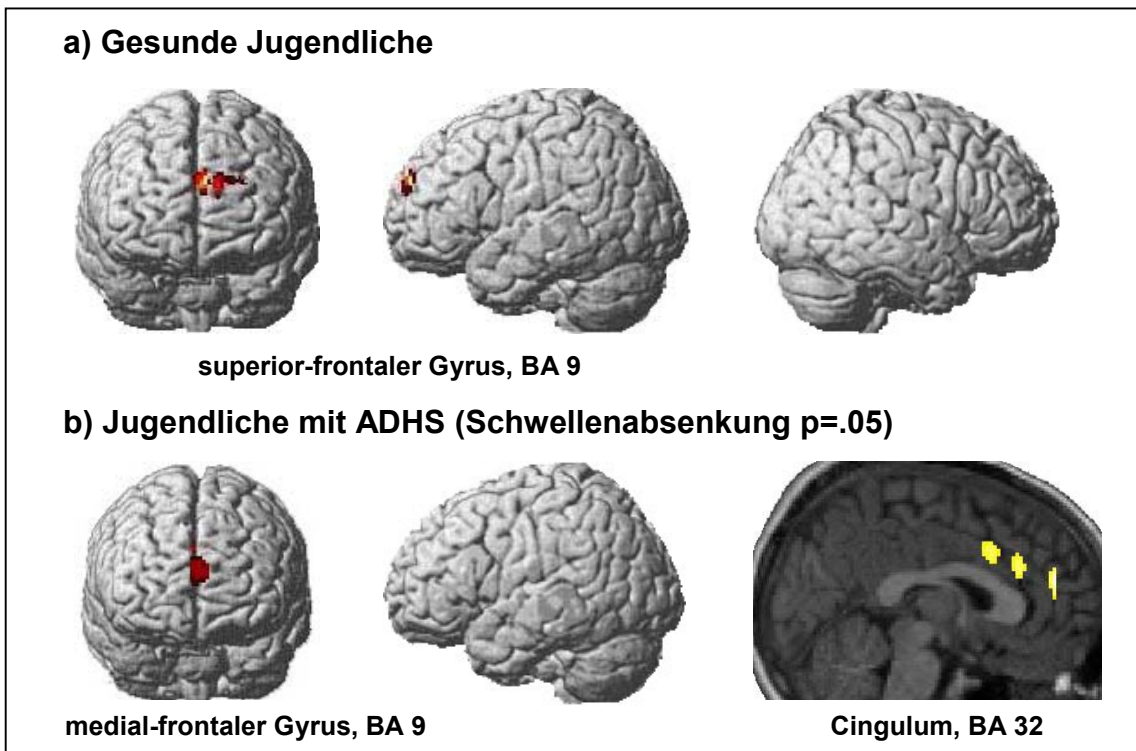 a) Gesunde Jugendliche
superior-frontaler Gyrus, BA 9
b) Jugendliche mit ADHS (Schwellenabsenkung p=.05)
medial-frontaler Gyrus, BA 9
Cingulum, BA 32